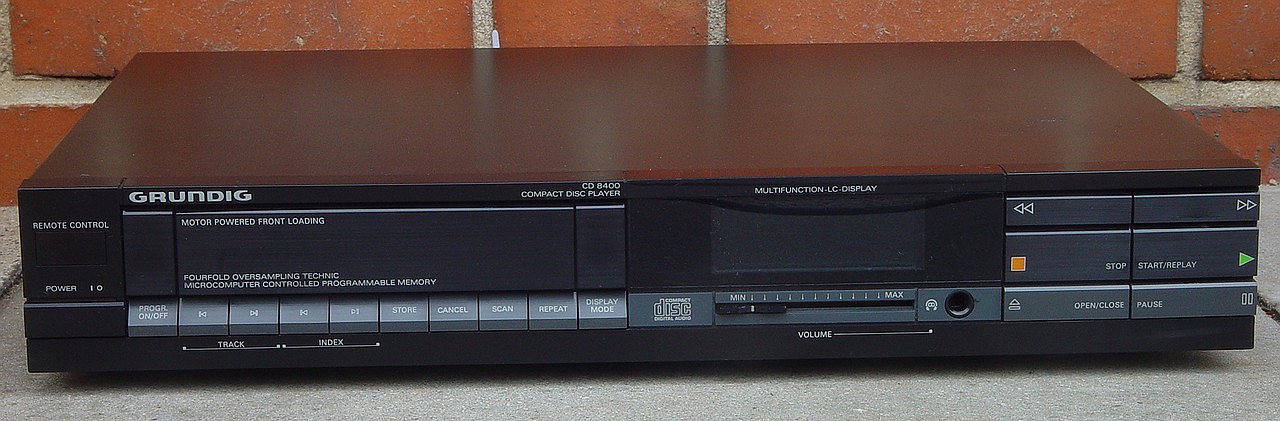 GRUNDIG
CD 8400
COMPACT DISC PLAYER
MULTIFUNCTION-LC-DISPLAY
REMOTE CONTROL
MOTOR POWERED FRONT LOADING
FOURFOLD OVERSAMPLING TECHNIC
MICROCOMPUTER CONTROLLED PROGRAMMABLE MEMORY
POWER I O
PROGR.
ON/OFF
STORE
CANCEL
SCAN
REPEAT
DISPLAY
MODE
TRACK
INDEX
COMPACT
disc
DIGITAL AUDIO
MIN
MAX
VOLUME
STOP
START/REPLAY
OPEN/CLOSE
PAUSE